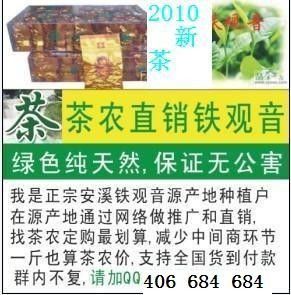 2010
新
茶
茶
茶农直销铁观音
绿色纯天然,保证无公害
我是正宗安溪铁观音源产地种植户
在源产地通过网络做推广和直销,
找茶农定购最划算,减少中间商环节
一斤也算茶农价,支持全国货到付款
群内不复,请加QQ 406 684 684